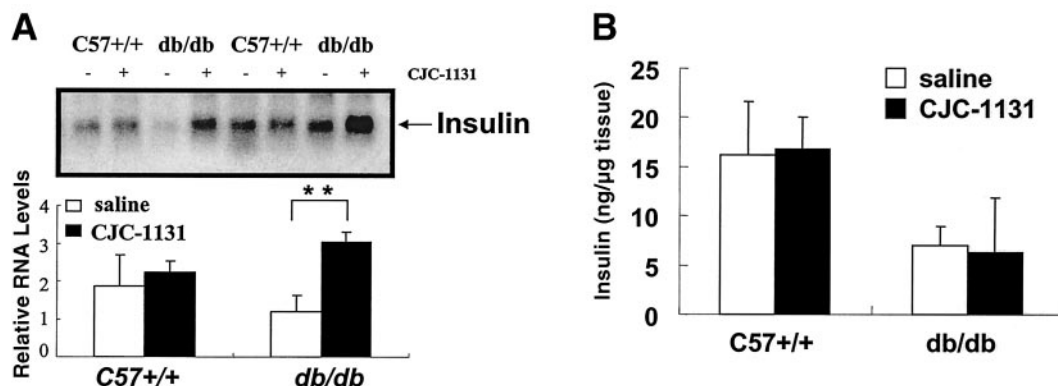 A
C57+/+ db/db C57+/+ db/db
- + - + - + - + CJC-1131
Insulin
* *
saline
CJC-1131
Relative RNA Levels
4
3
2
1
0
C57+/+ db/db
B
saline
CJC-1131
Insulin (ng/µg tissue)
25
20
15
10
5
0
C57+/+ db/db